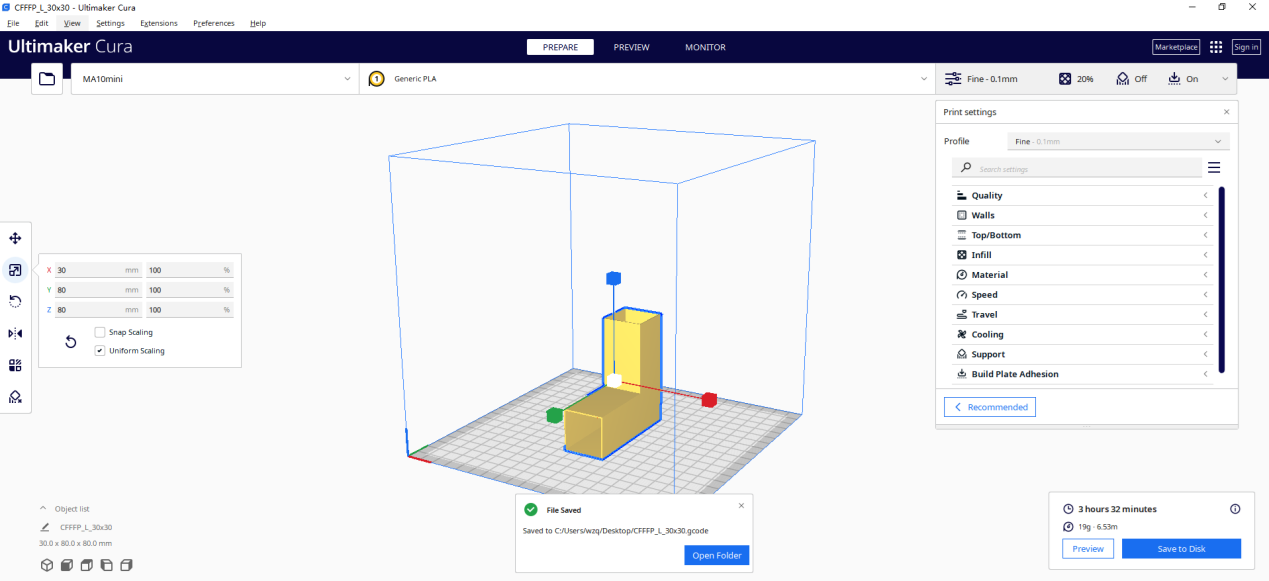 CFFFP_L_30x30 - Ultimaker Cura
File Edit View Settings Extensions Preferences Help
Ultimaker Cura
PREPARE PREVIEW MONITOR
Marketplace Sign in
MA10mini
1 Generic PLA
Fine - 0.1mm 20% Off On
Print settings
Profile Fine - 0.1mm
Search settings
Quality
Walls
Top/Bottom
Infill
Material
Speed
Travel
Cooling
Support
Build Plate Adhesion
Recommended
X 30 mm 100 %
Y 80 mm 100 %
Z 80 mm 100 %
Snap Scaling
Uniform Scaling
Object list
CFFFP_L_30x30
30.0 x 80.0 x 80.0 mm
File Saved
Saved to C:/Users/wzq/Desktop/CFFFP_L_30x30.gcode
Open Folder
3 hours 32 minutes
19g · 6.53m
Preview Save to Disk